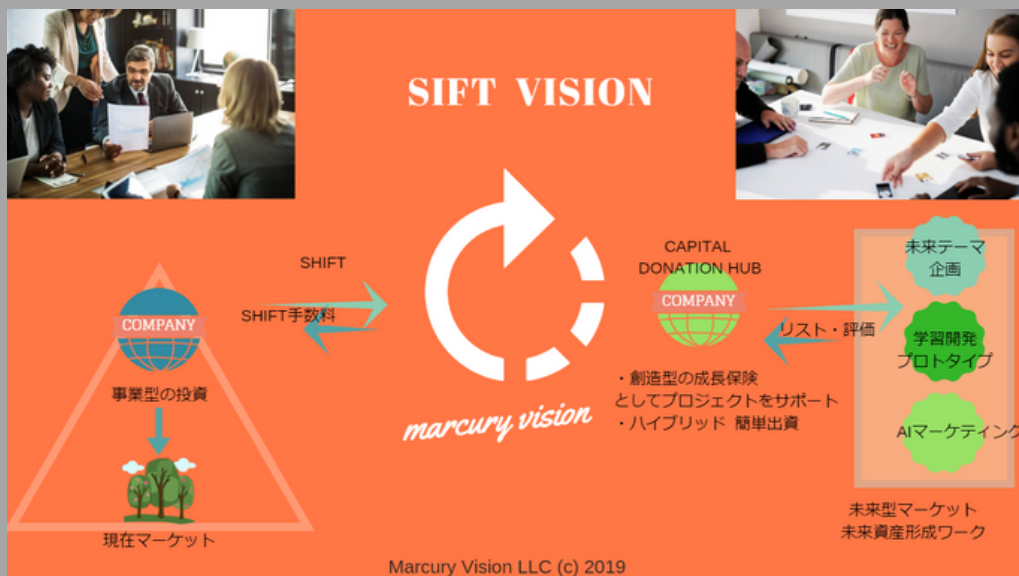 SIFT VISION
SHIFT
SHIFT手数料
COMPANY
事業型の投資
現在マーケット
marcury vision
CAPITAL
DONATION HUB
COMPANY
リスト・評価
・創造型の成長保険
としてプロジェクトをサポート
・ハイブリッド 簡単出資
未来テーマ
企画
学習開発
プロトタイプ
AIマーケティング
未来型マーケット
未来資産形成ワーク
Marcury Vision LLC (c) 2019